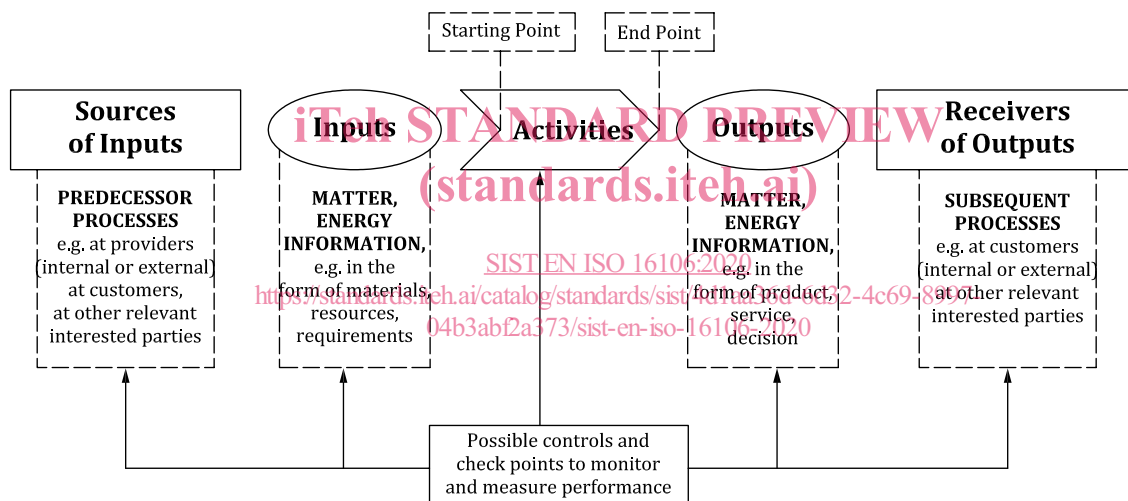 Starting Point
End Point
Sources
of Inputs
Inputs
Activities
Outputs
Receivers
of Outputs
iTeh STANDARD PREVIEW
(standards.iteh.ai)
PREDECESSOR
PROCESSES
e.g. at providers
(internal or external)
at customers,
at other relevant
interested parties
MATTER,
ENERGY
INFORMATION,
e.g. in the
form of materials,
resources,
requirements
MATTER,
ENERGY
INFORMATION,
e.g. in the
form of product,
service,
decision
SUBSEQUENT
PROCESSES
e.g. at customers
(internal or external)
at other relevant
interested parties
SIST EN ISO 16106:2020
04b3abf2a373/sist-en-iso-16106-2020
Possible controls and
check points to monitor
and measure performance